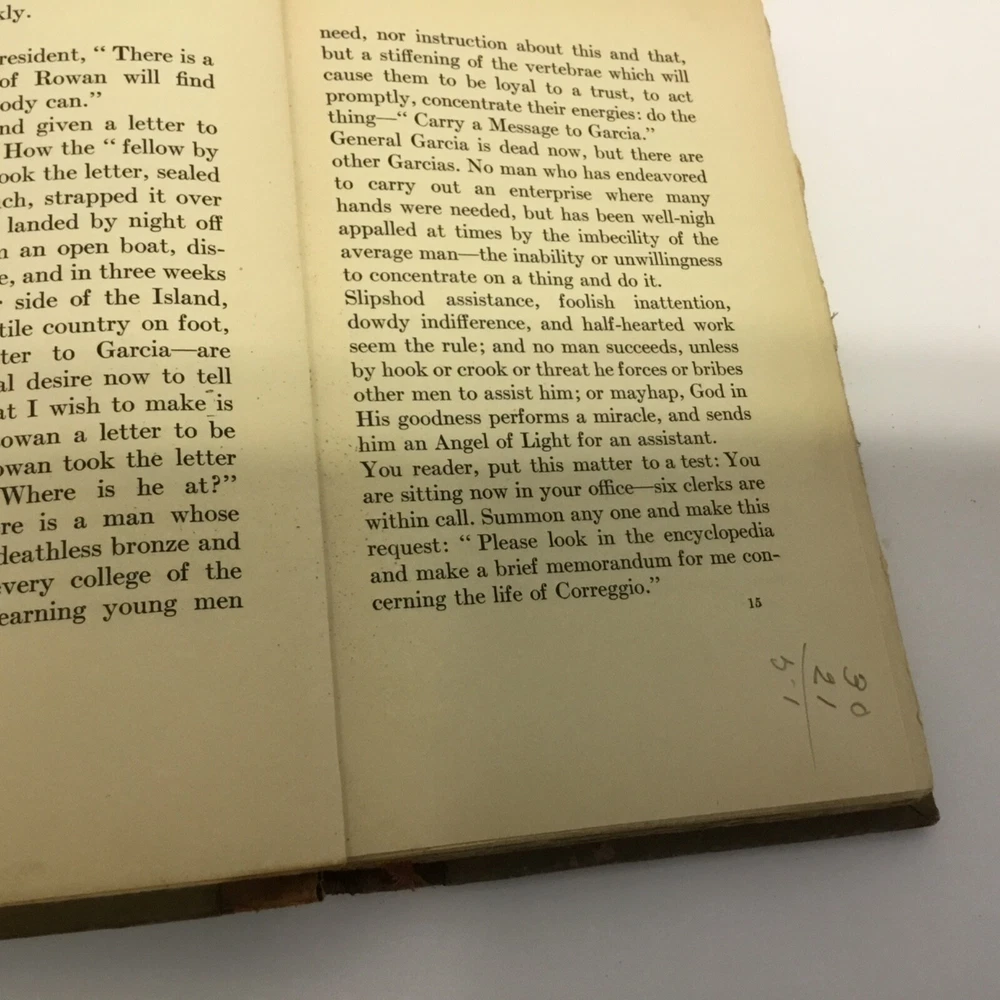 kly.
resident, “ There is a
of Rowan will find
ody can.”
nd given a letter to
How the “ fellow by
ook the letter, sealed
ch, strapped it over
landed by night off
n an open boat, dis-
e, and in three weeks
side of the Island,
tile country on foot,
ter to Garcia—are
al desire now to tell
at I wish to make is
owan a letter to be
owan took the letter
Where is he at?”
re is a man whose
deathless bronze and
every college of the
earning young men
need, nor instruction about this and that,
but a stiffening of the vertebrae which will
cause them to be loyal to a trust, to act
promptly, concentrate their energies: do the
thing—“ Carry a Message to Garcia.”
General Garcia is dead now, but there are
other Garcias. No man who has endeavored
to carry out an enterprise where many
hands were needed, but has been well-nigh
appalled at times by the imbecility of the
average man—the inability or unwillingness
to concentrate on a thing and do it.
Slipshod assistance, foolish inattention,
dowdy indifference, and half-hearted work
seem the rule; and no man succeeds, unless
by hook or crook or threat he forces or bribes
other men to assist him; or mayhap, God in
His goodness performs a miracle, and sends
him an Angel of Light for an assistant.
You reader, put this matter to a test: You
are sitting now in your office—six clerks are
within call. Summon any one and make this
request: “ Please look in the encyclopedia
and make a brief memorandum for me con-
cerning the life of Correggio.”
15
30
21
51